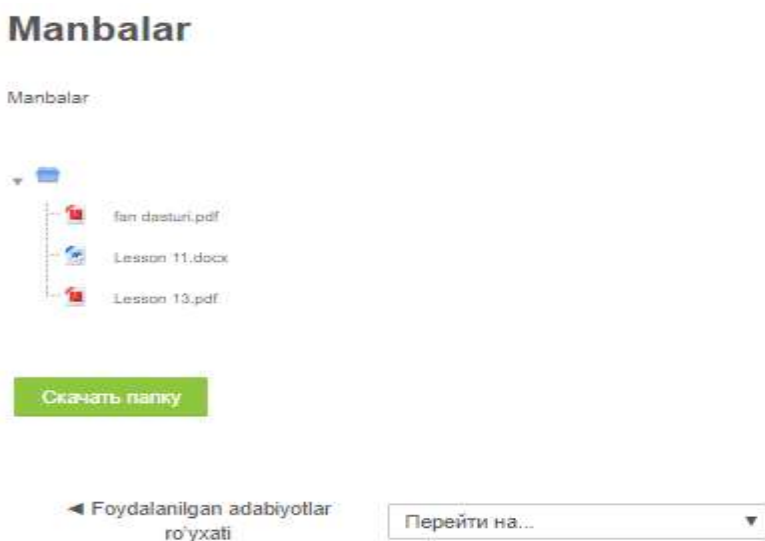 Manbalar
Manbalar
fan dasturi.pdf
Lesson 11.docx
Lesson 13.pdf
Скачать папку
◄ Foydalanilgan adabiyotlar
ro'yxati
Перейти на...